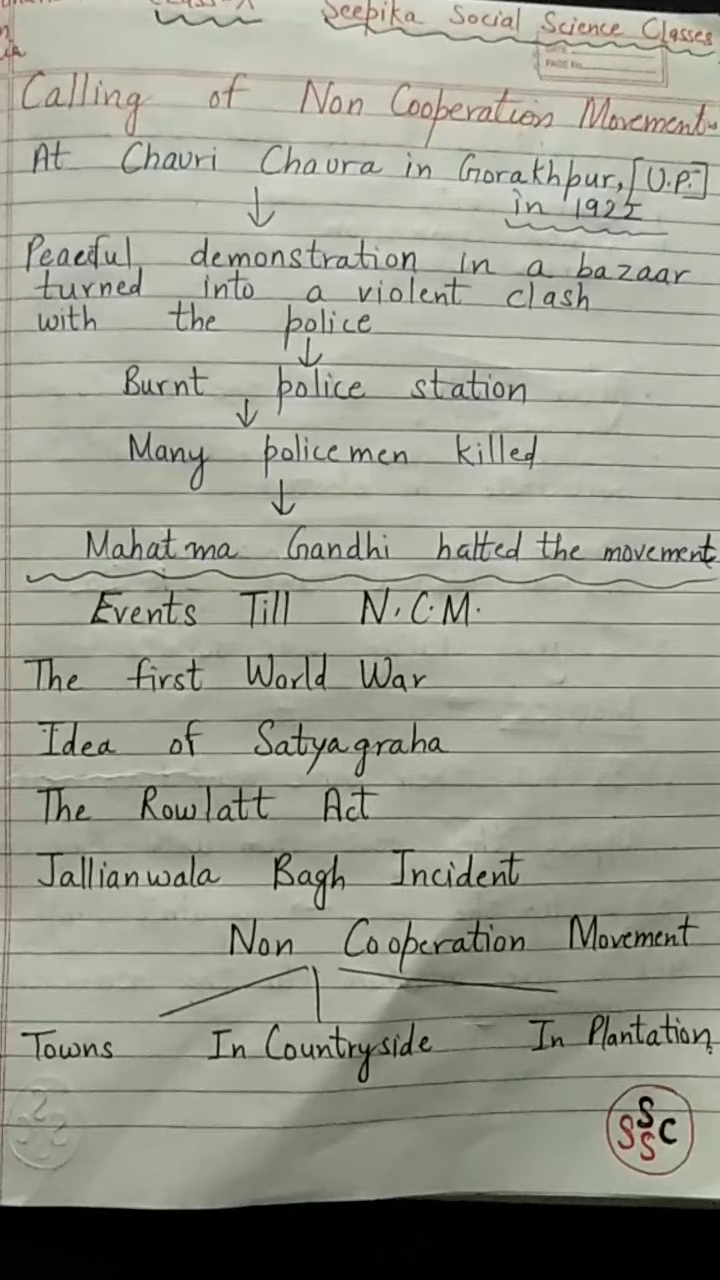 Deepika Social Science Classes
PAGE No.
Calling of Non Cooperation Movement-
At Chauri Chaura in Gorakhpur, [U.P.]
in 1922
Peaceful demonstration in a bazaar
turned into a violent clash
with the police
Burnt police station
Many policemen killed
Mahatma Gandhi halted the movement
Events Till N.C.M.
The first World War
Idea of Satyagraha
The Rowlatt Act
Jallianwala Bagh Incident
Non Cooperation Movement
Towns In Countryside In Plantation
SSSC